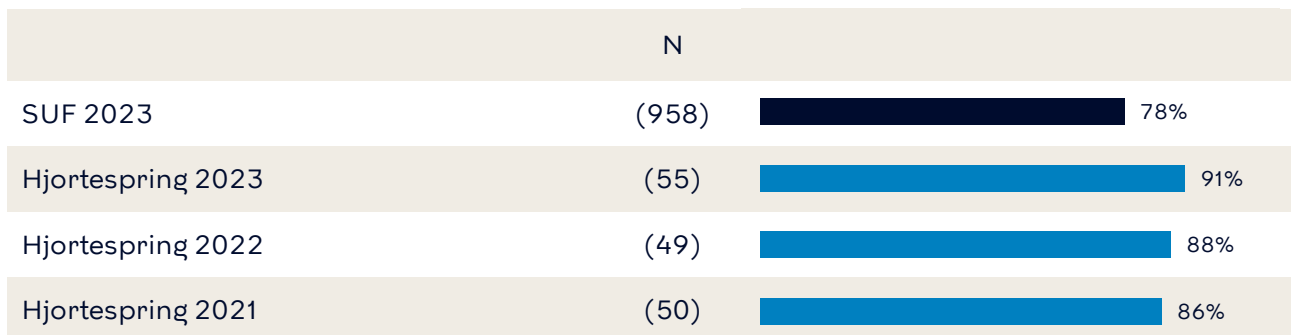 N
SUF 2023 (958) 78%
Hjortespring 2023 (55) 91%
Hjortespring 2022 (49) 88%
Hjortespring 2021 (50) 86%